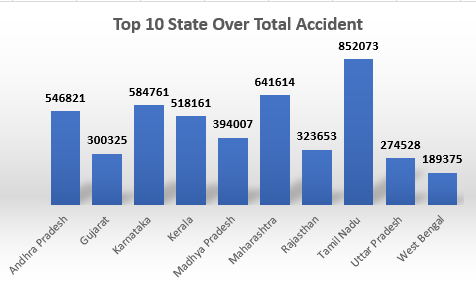 Top 10 State Over Total Accident
546821
300325
584761
518161
394007
641614
323653
852073
274528
189375
Andhra Pradesh
Gujarat
Karnataka
Kerala
Madhya Pradesh
Maharashtra
Rajasthan
Tamil Nadu
Uttar Pradesh
West Bengal